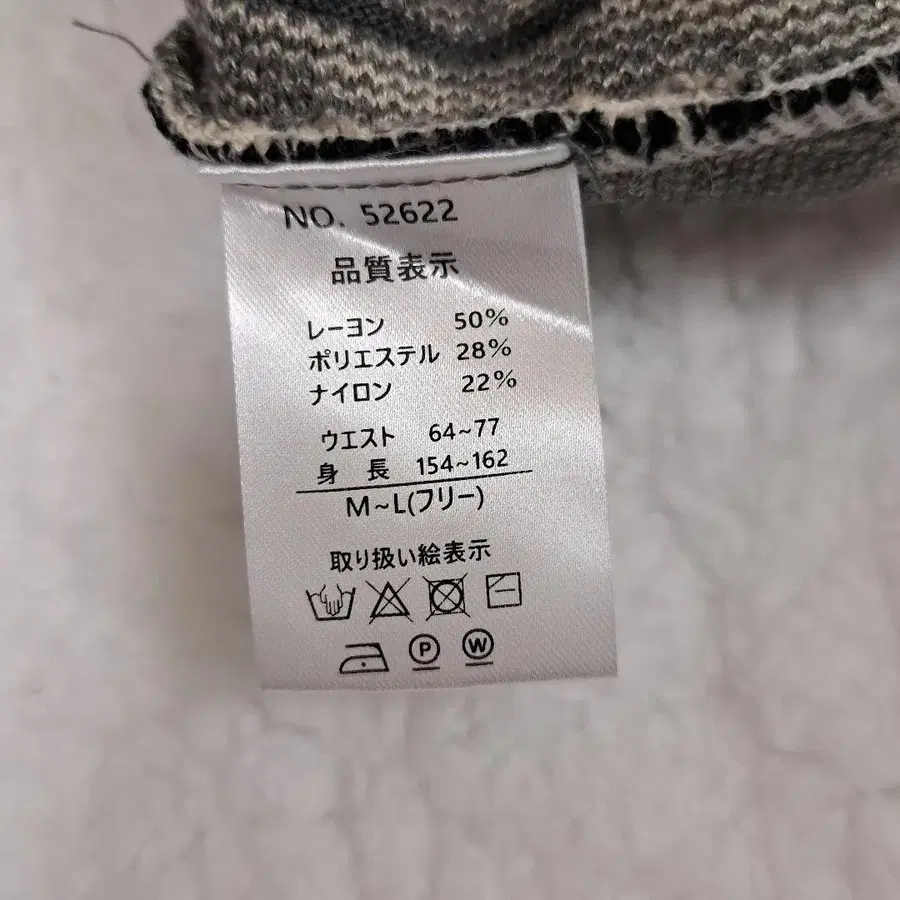 NO. 52622
品質表示
レーヨン 50%
ポリエステル 28%
ナイロン 22%
ウエスト 64~77
身 長 154~162
M~L(フリー)
取り扱い絵表示
P W